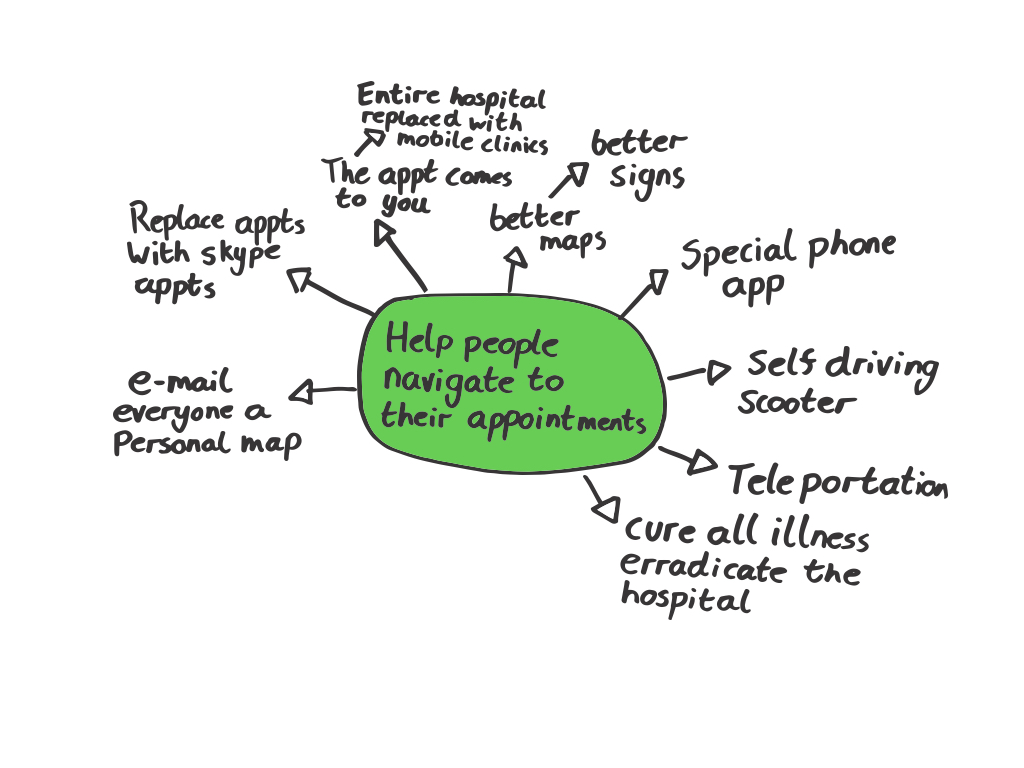 Entire hospital
replaced with
mobile clinics
The appt comes
to you
better
signs
better
maps
Replace appts
with skype
appts
Special phone
app
Help people
navigate to
their appointments
Self driving
scooter
e-mail
everyone a
Personal map
Teleportation
cure all illness
erradicate the
hospital